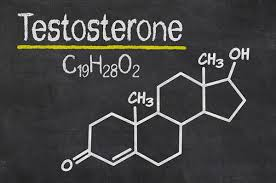 Testosterone
C₁₉H₂₈O₂
CH₃
OH
CH₃
O